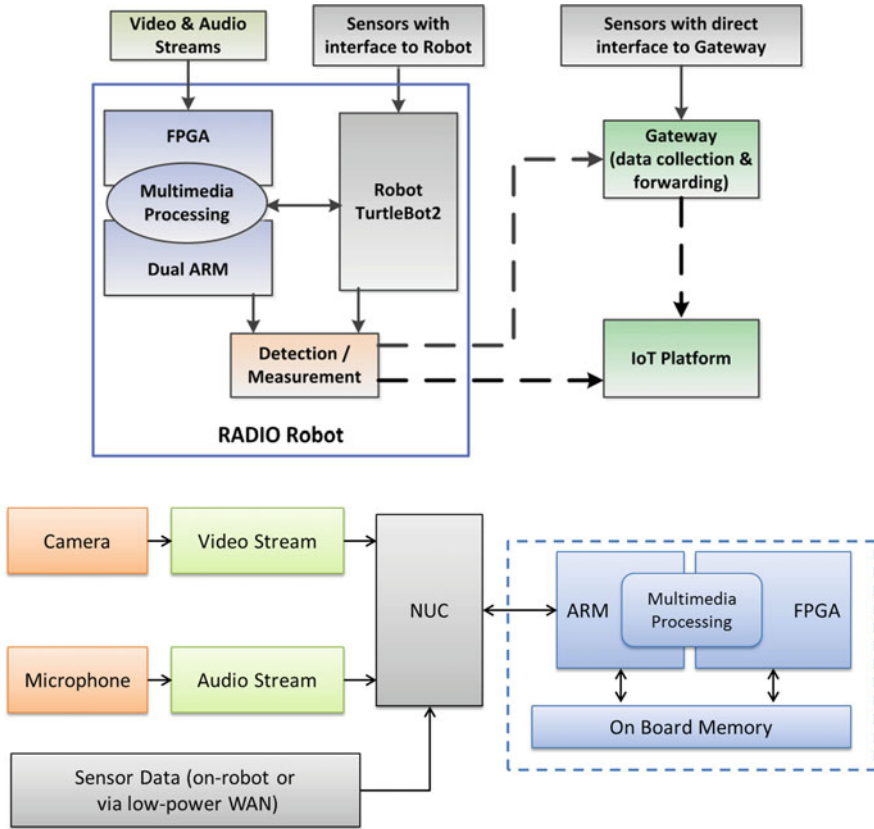 Video & Audio
Streams
Sensors with
interface to Robot
Sensors with direct
interface to Gateway
FPGA
Multimedia
Processing
Dual ARM
Robot
TurtleBot2
Gateway
(data collection &
forwarding)
Detection /
Measurement
IoT Platform
RADIO Robot
Camera
Video Stream
NUC
ARM
Multimedia
Processing
FPGA
Microphone
Audio Stream
On Board Memory
Sensor Data (on-robot or
via low-power WAN)